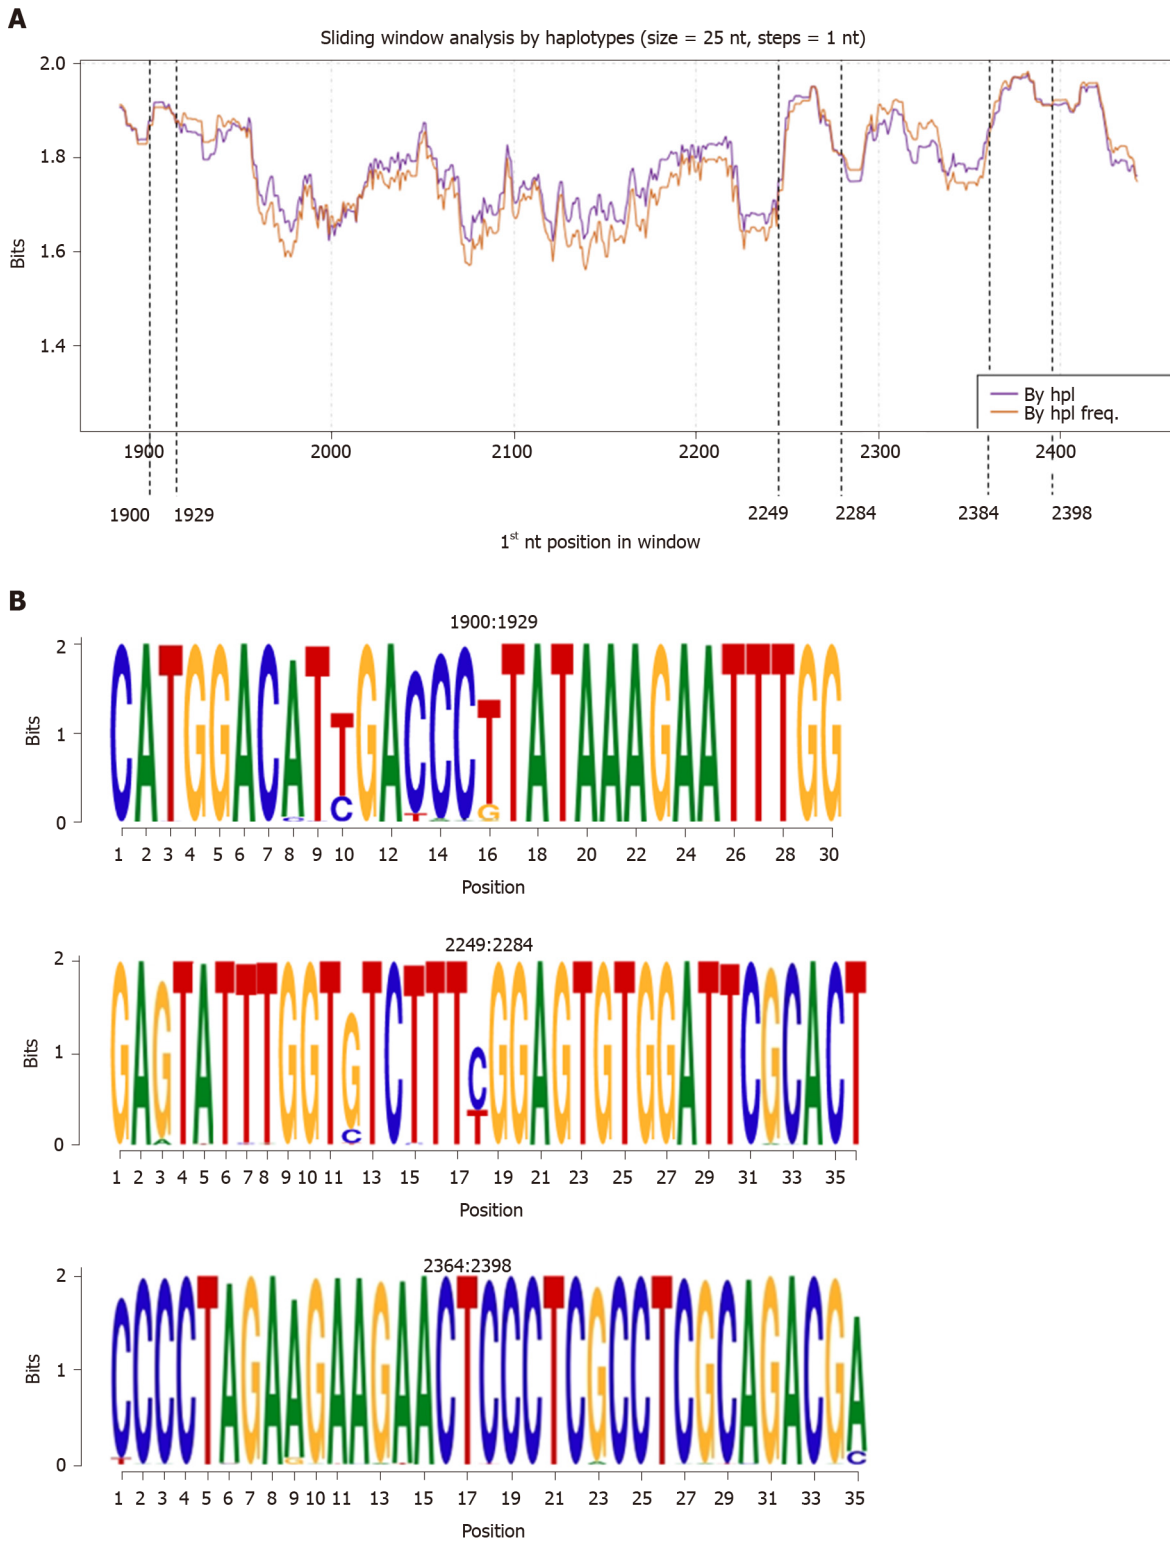 A
Sliding window analysis by haplotypes (size = 25 nt, steps = 1 nt)
2.0
1.8
1.6
1.4
Bits
By hpl
By hpl freq.
1900 2000 2100 2200 2300 2400
1900 1929 2249 2284 2384 2398
1st nt position in window
B
1900:1929
2
1
0
Bits
CATGGACATTGACCCTTATAAAGAATTTGG
C T G
1 2 3 4 5 6 7 8 9 10 12 14 16 18 20 22 24 26 28 30
Position
2249:2284
2
1
0
Bits
GAGTATTTGGTGTCTTTCGGAGTGTGGATTCGCACT
A C T
1 2 3 4 5 6 7 8 9 10 11 13 15 17 19 21 23 25 27 29 31 33 35
Position
2364:2398
2
1
0
Bits
CCCCTAGAAGAAGAACTCCCTCGCCTCGCAGACGA
C
1 2 3 4 5 6 7 8 9 10 11 13 15 17 19 21 23 25 27 29 31 33 35
Position